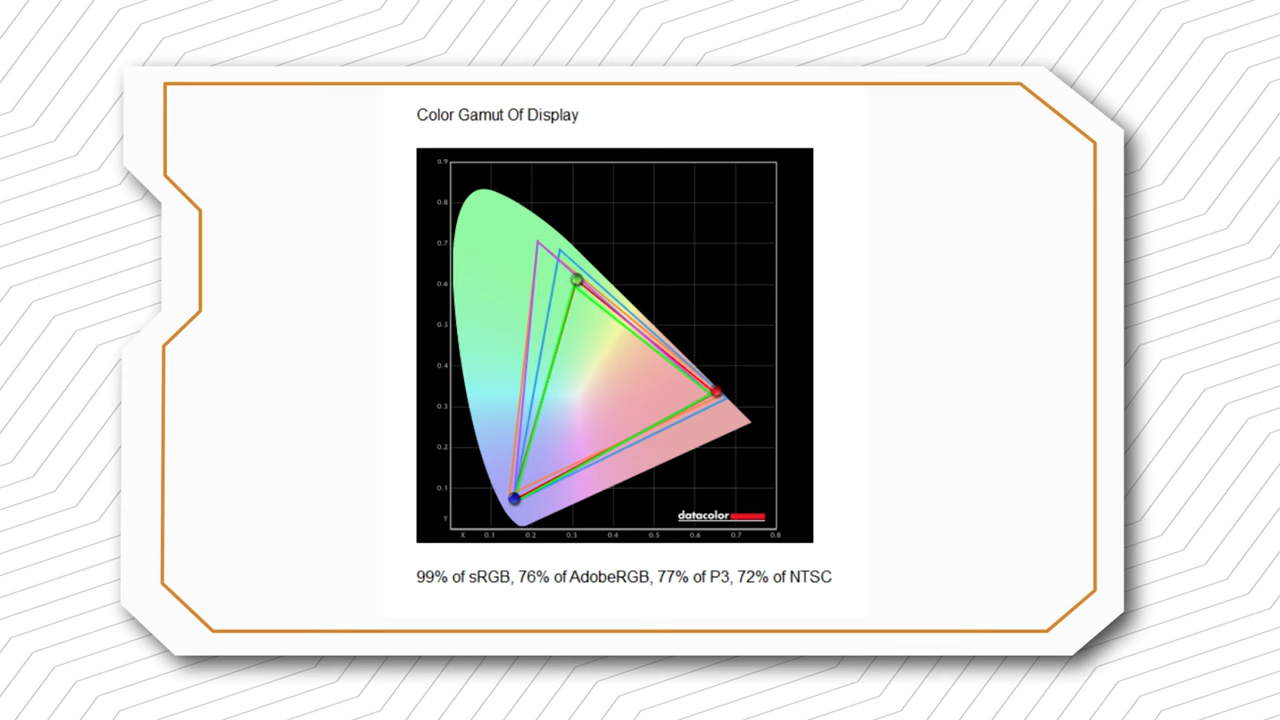 Color Gamut Of Display
0.9
0.8
0.7
0.6
0.5
0.4
0.3
0.2
0.1
Y
X 0.1 0.2 0.3 0.4 0.5 0.6 0.7 0.8
datacolor
99% of sRGB, 76% of AdobeRGB, 77% of P3, 72% of NTSC